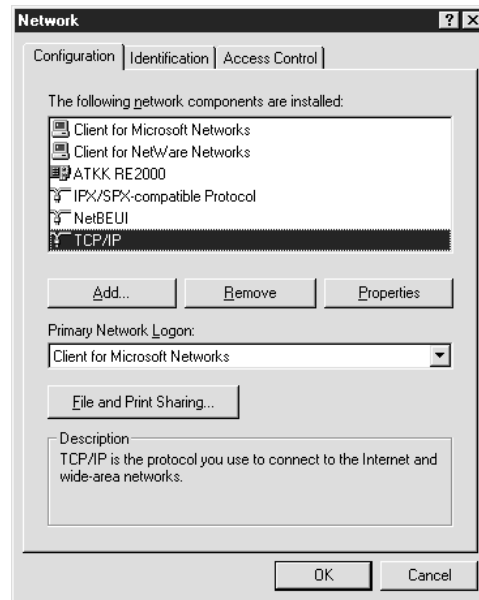 Network
Configuration Identification Access Control
The following network components are installed:
Client for Microsoft Networks
Client for NetWare Networks
ATKK RE2000
IPX/SPX-compatible Protocol
NetBEUI
TCP/IP
Add... Remove Properties
Primary Network Logon:
Client for Microsoft Networks
File and Print Sharing...
Description
TCP/IP is the protocol you use to connect to the Internet and
wide-area networks.
OK Cancel